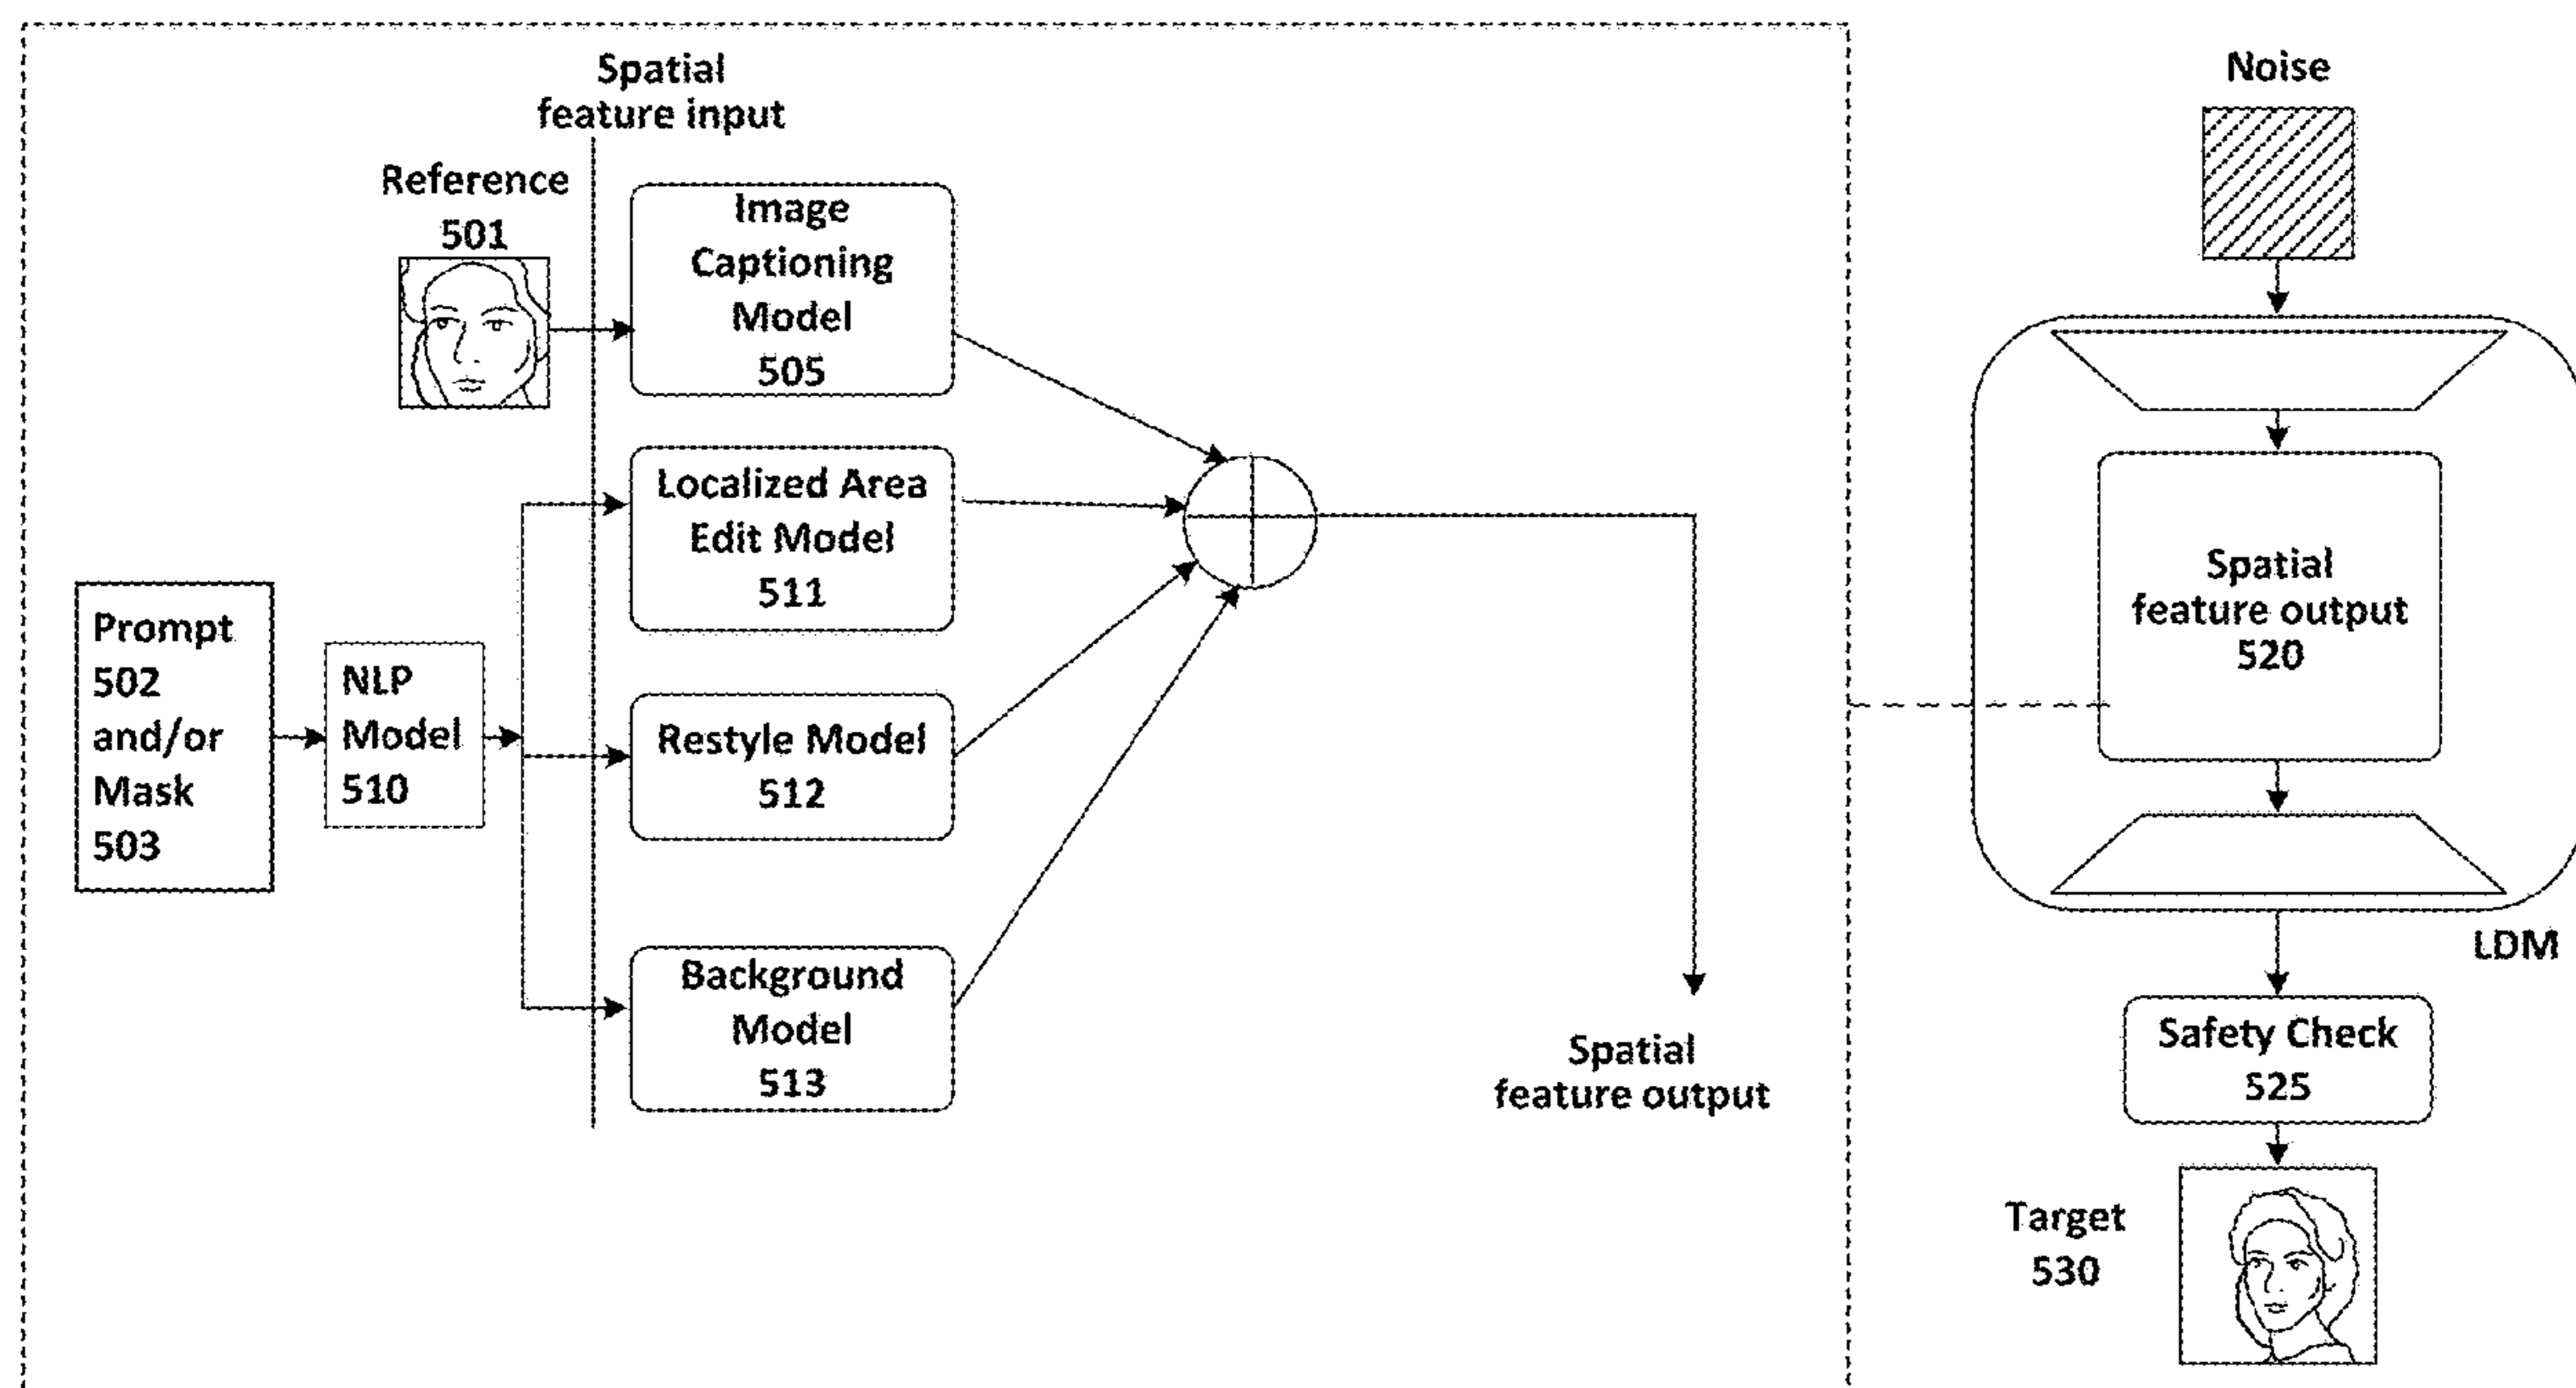 Spatial
feature input
Reference
501
Image
Captioning
Model
505
Localized Area
Edit Model
511
Prompt
502
and/or
Mask
503
NLP
Model
510
Restyle Model
512
Background
Model
513
Spatial
feature output
Noise
Spatial
feature output
520
LDM
Safety Check
525
Target
530